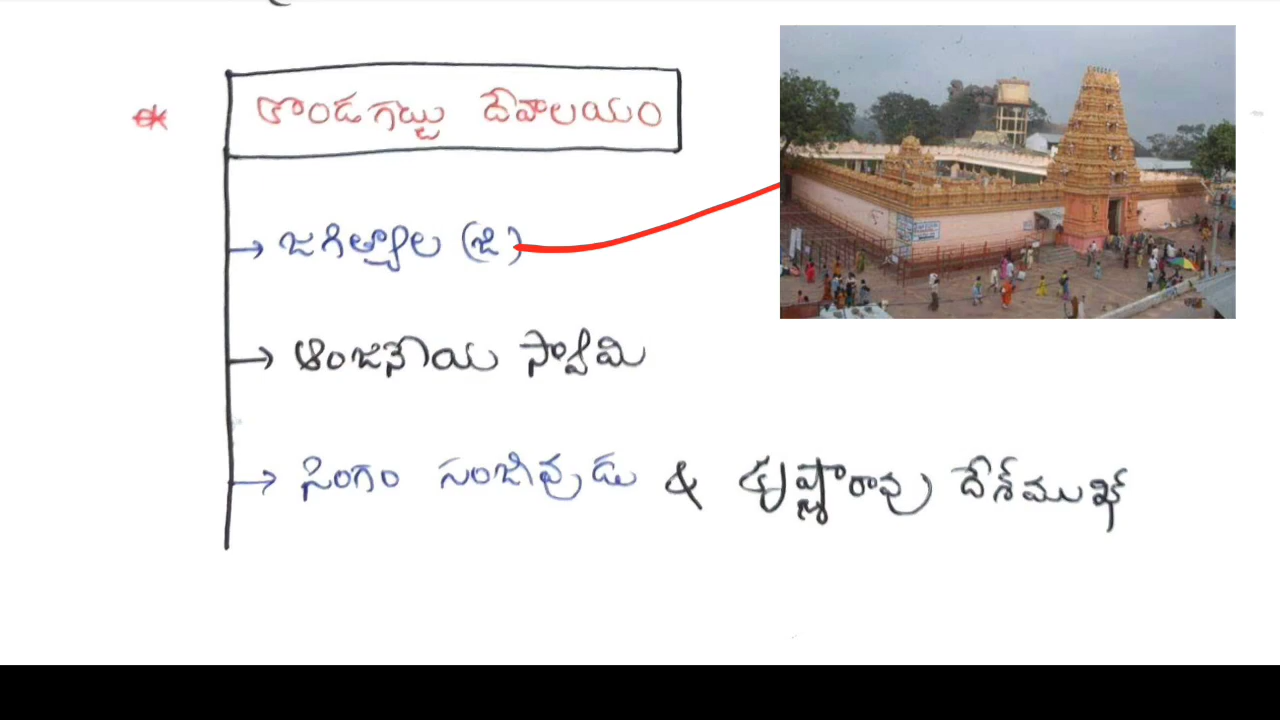 కొండగట్టు దేవాలయం
→ జగిత్యాల (జి)
→ ఆంజనేయ స్వామి
→ సింగం సంజీవుడు & కృష్ణారావు దేశ్‌ముఖ్